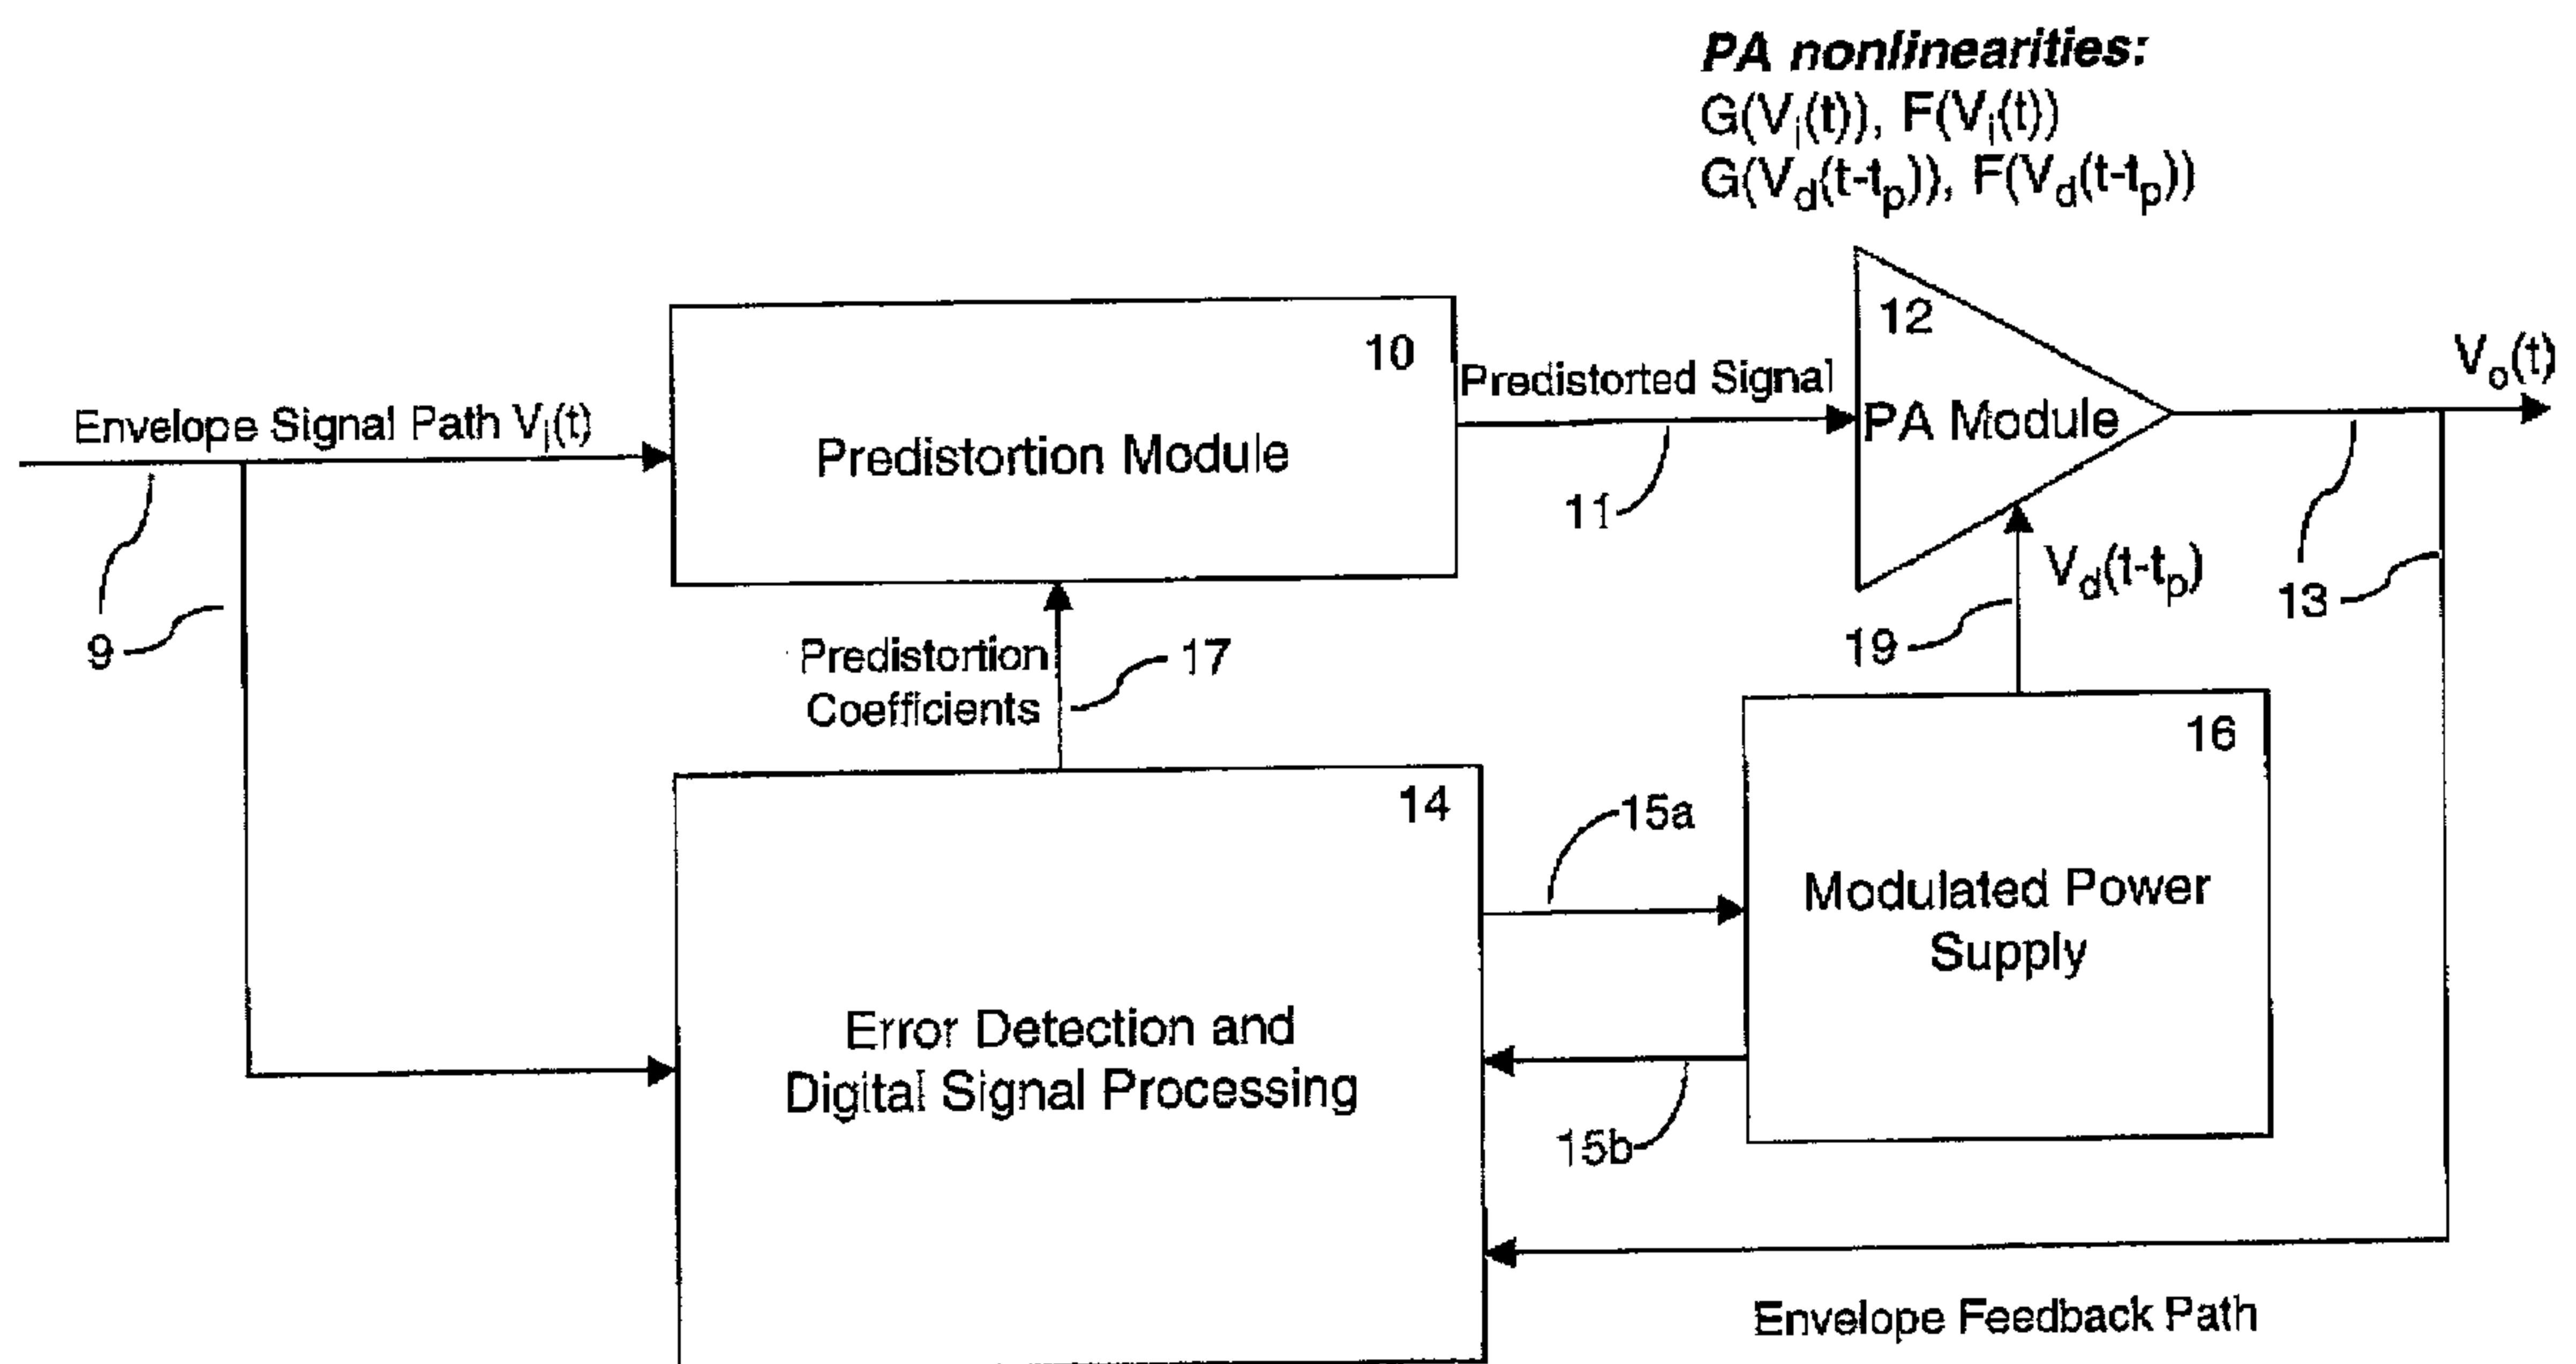 PA nonlinearities:
G(Vi(t)), F(Vi(t))
G(Vd(t-tp)), F(Vd(t-tp))
12
10
Vo(t)
Predistorted Signal
Envelope Signal Path Vi(t)
PA Module
Predistortion Module
11
Vd(t-tp)
13
9
19
Predistortion
Coefficients
17
16
14
15a
Modulated Power
Supply
Error Detection and
Digital Signal Processing
15b
Envelope Feedback Path